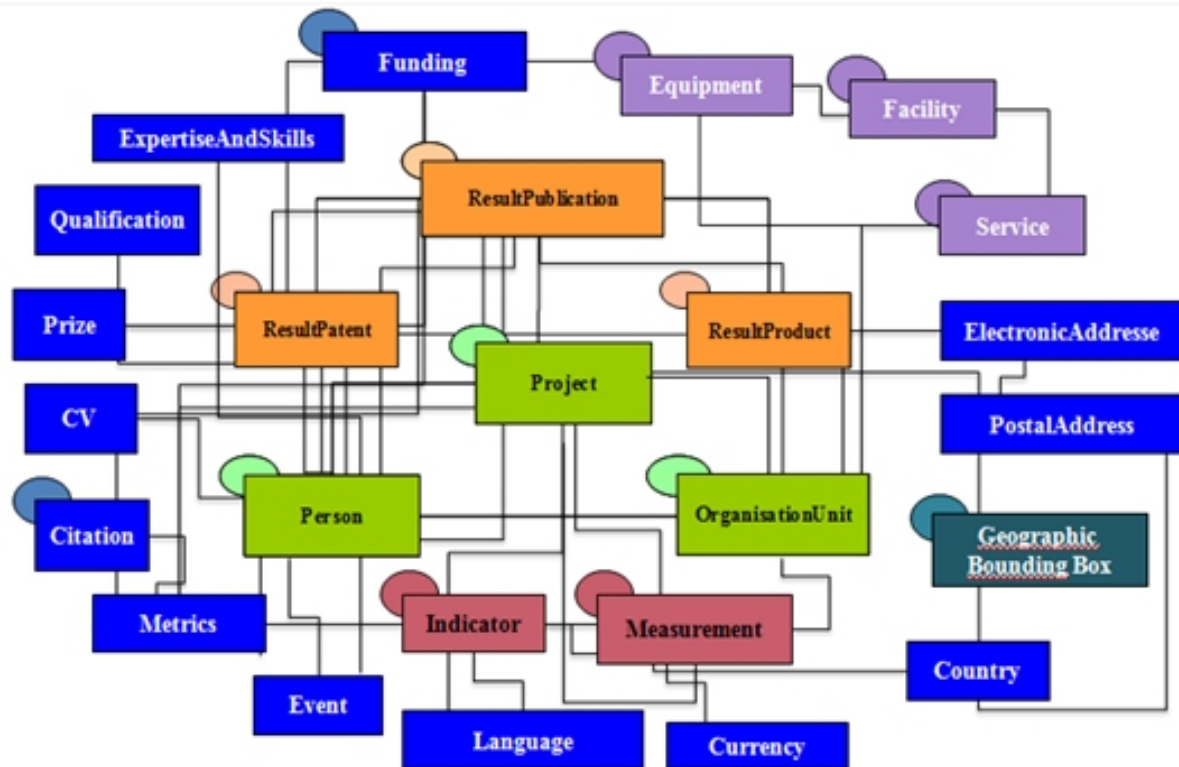 Funding
Equipment
Facility
ExpertiseAndSkills
ResultPublication
Qualification
Service
Prize
ResultPatent
ResultProduct
ElectronicAddresse
Project
CV
PostalAddress
Person
OrganisationUnit
Citation
Geographic
Bounding Box
Metrics
Indicator
Measurement
Country
Event
Language
Currency